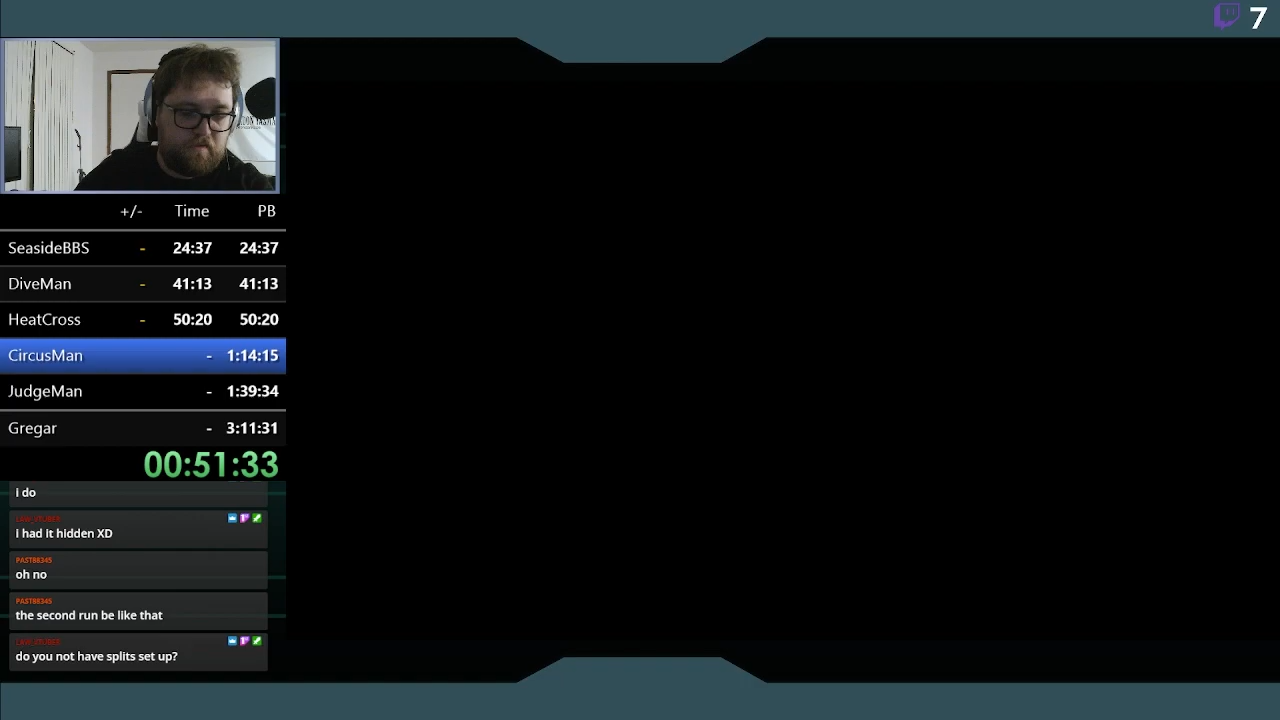 7
+/- Time PB
SeasideBBS - 24:37 24:37
DiveMan - 41:13 41:13
HeatCross - 50:20 50:20
CircusMan - 1:14:15
JudgeMan - 1:39:34
Gregar - 3:11:31
00:51:33
i do
i had it hidden XD
PAST88345
oh no
PAST88345
the second run be like that
do you not have splits set up?